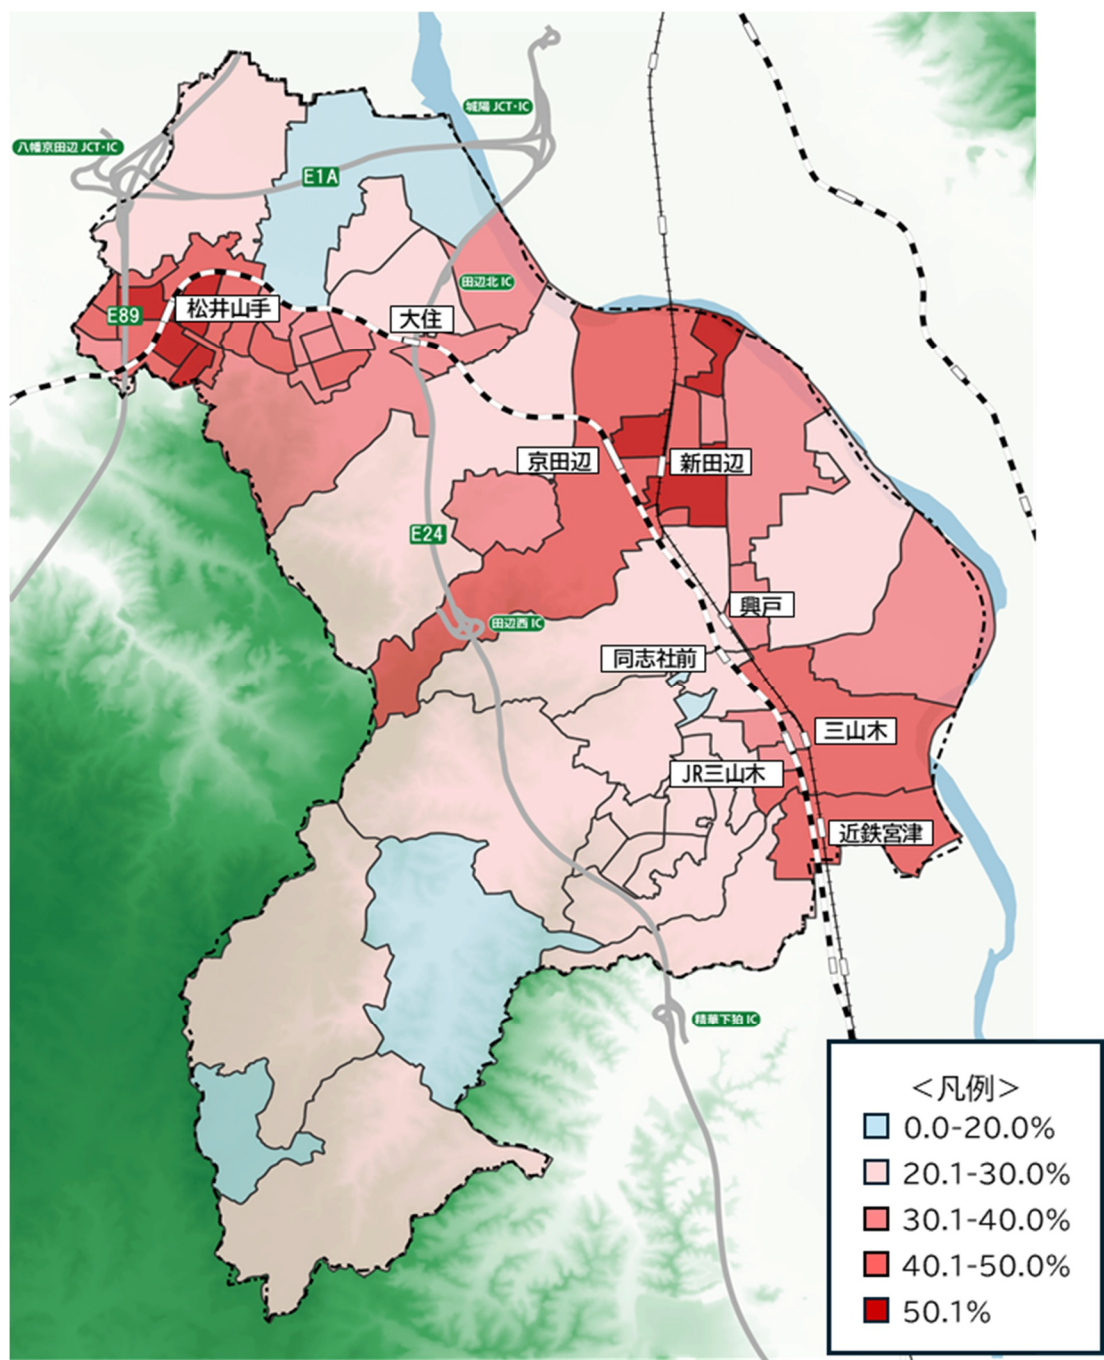 城陽 JCT·IC
八幡京田辺 JCT·IC
E1A
田辺北 IC
松井山手
E89
大住
京田辺
新田辺
E24
興戸
田辺西 IC
同志社前
三山木
JR三山木
近鉄宮津
精華下狛 IC
＜凡例＞
0.0-20.0%
20.1-30.0%
30.1-40.0%
40.1-50.0%
50.1%